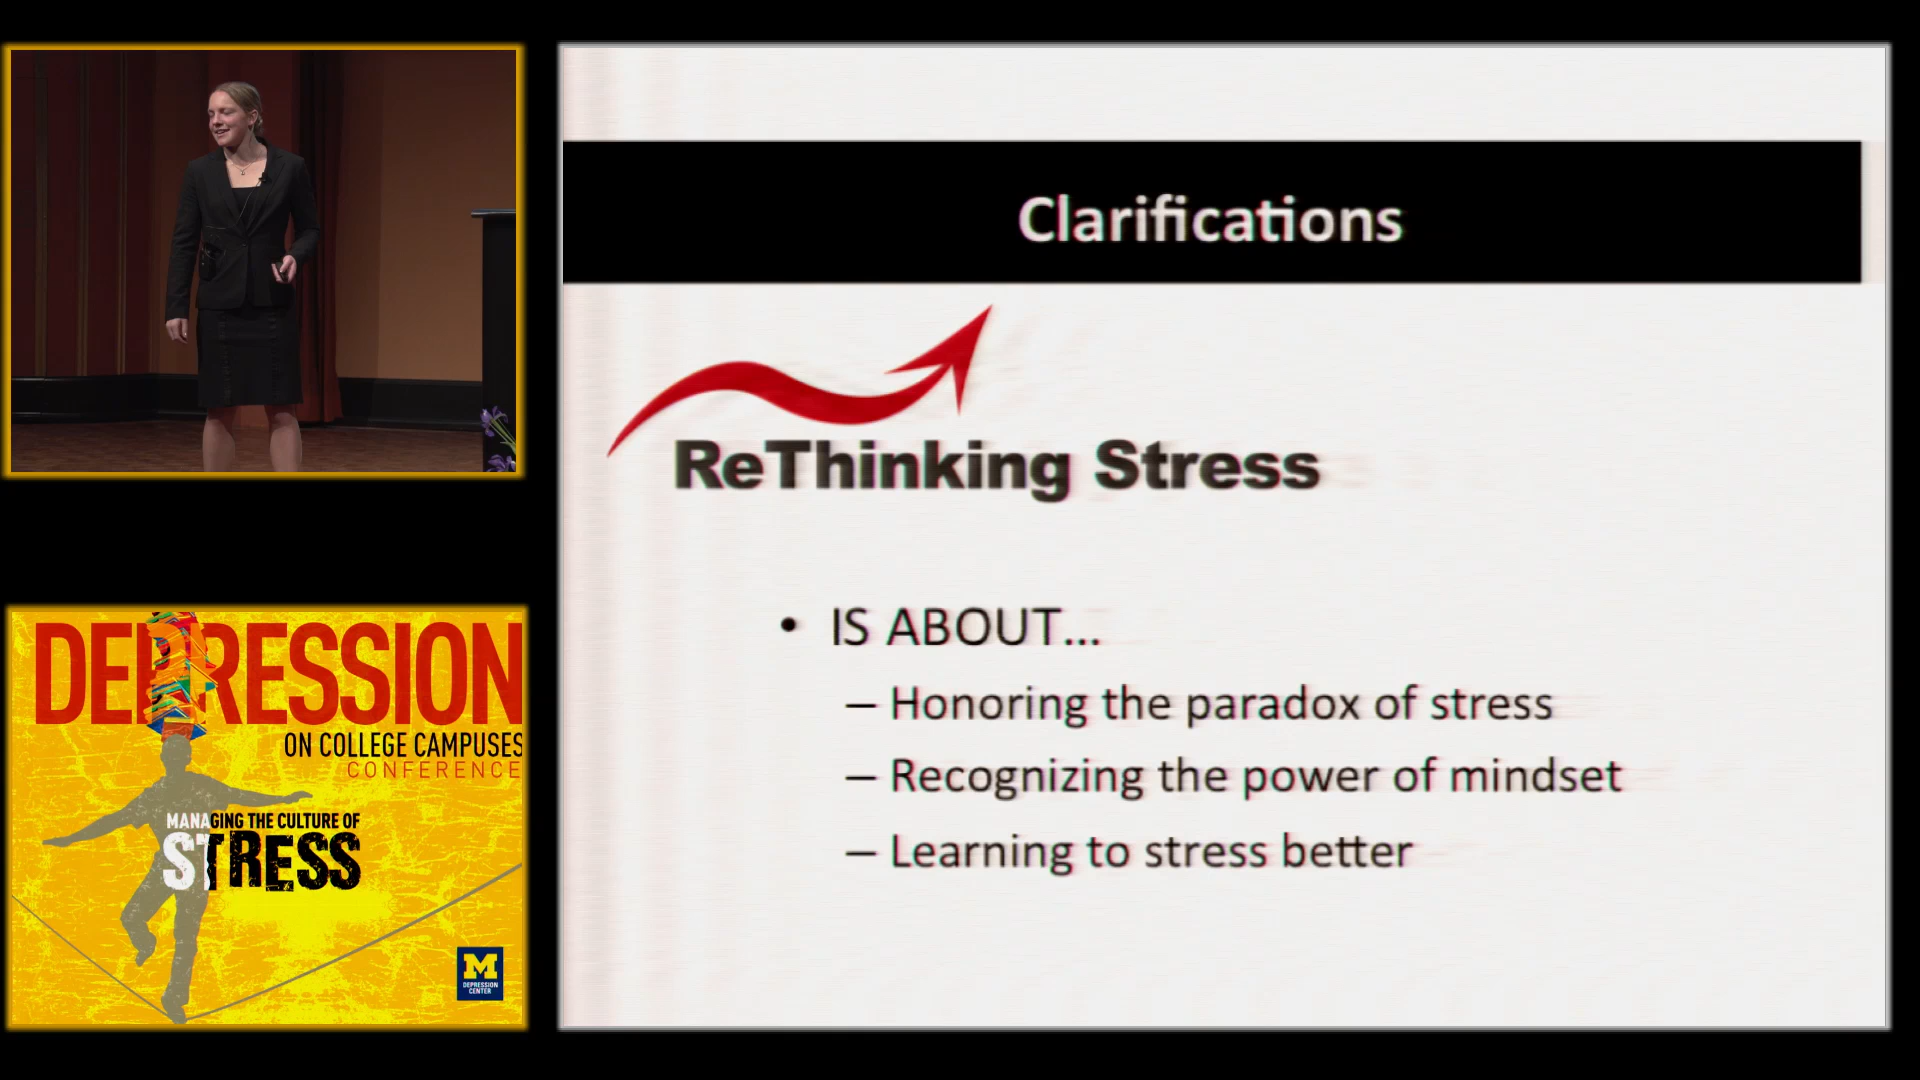 Clarifications
ReThinking Stress
• IS ABOUT...
– Honoring the paradox of stress
– Recognizing the power of mindset
– Learning to stress better
DEPRESSION
ON COLLEGE CAMPUSES
CONFERENCE
MANAGING THE CULTURE OF
STRESS
M
DEPRESSION
CENTER